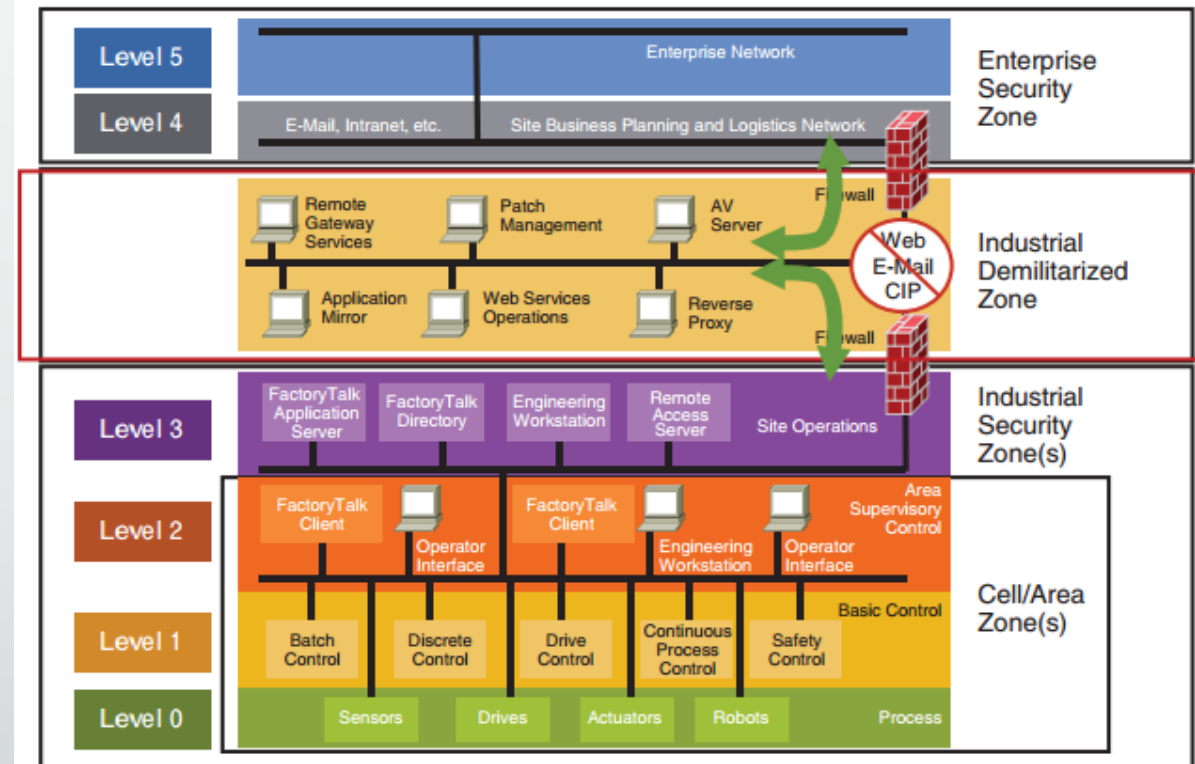 Level 5
Enterprise Network
Enterprise
Security
Zone
Level 4
E-Mail, Intranet, etc.
Site Business Planning and Logistics Network
Remote
Gateway
Services
Patch
Management
AV
Server
Firewall
Web
E-Mail
CIP
Industrial
Demilitarized
Zone
Application
Mirror
Web Services
Operations
Reverse
Proxy
Firewall
Level 3
FactoryTalk
Application
Server
FactoryTalk
Directory
Engineering
Workstation
Remote
Access
Server
Site Operations
Industrial
Security
Zone(s)
Level 2
FactoryTalk
Client
Operator
Interface
FactoryTalk
Client
Engineering
Workstation
Operator
Interface
Area
Supervisory
Control
Cell/Area
Zone(s)
Level 1
Basic Control
Batch
Control
Discrete
Control
Drive
Control
Continuous
Process
Control
Safety
Control
Level 0
Sensors
Drives
Actuators
Robots
Process